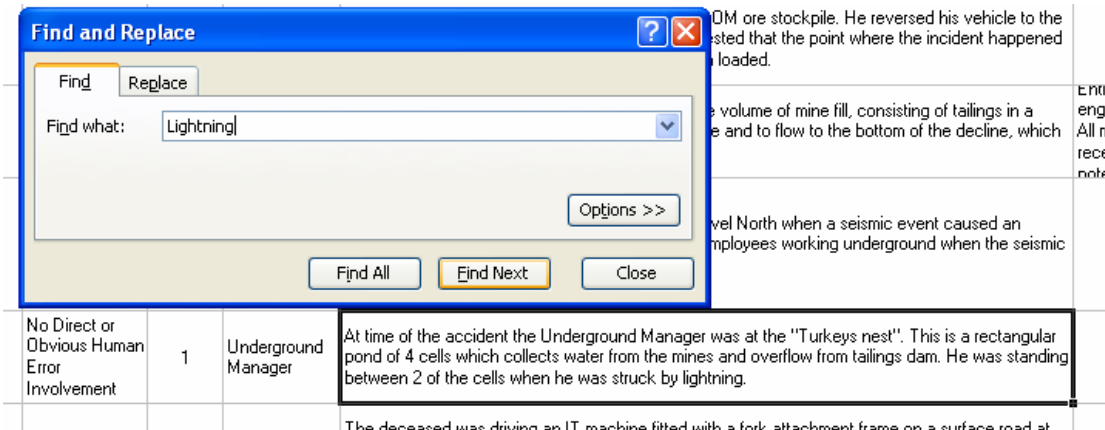 Find and Replace
Find
Replace
Find what:
Lightning
Options >>
Find All
Find Next
Close
OM ore stockpile. He reversed his vehicle to the
sted that the point where the incident happened
loaded.
volume of mine fill, consisting of tailings in a
e and to flow to the bottom of the decline, which
eng
All
rece
vel North when a seismic event caused an
mployees working underground when the seismic
No Direct or
Obvious Human
Error
Involvement
1
Underground
Manager
At time of the accident the Underground Manager was at the "Turkeys nest". This is a rectangular
pond of 4 cells which collects water from the mines and overflow from tailings dam. He was standing
between 2 of the cells when he was struck by lightning.
The deceased was driving an IT machine fitted with a fork attachment frame on a surface road at